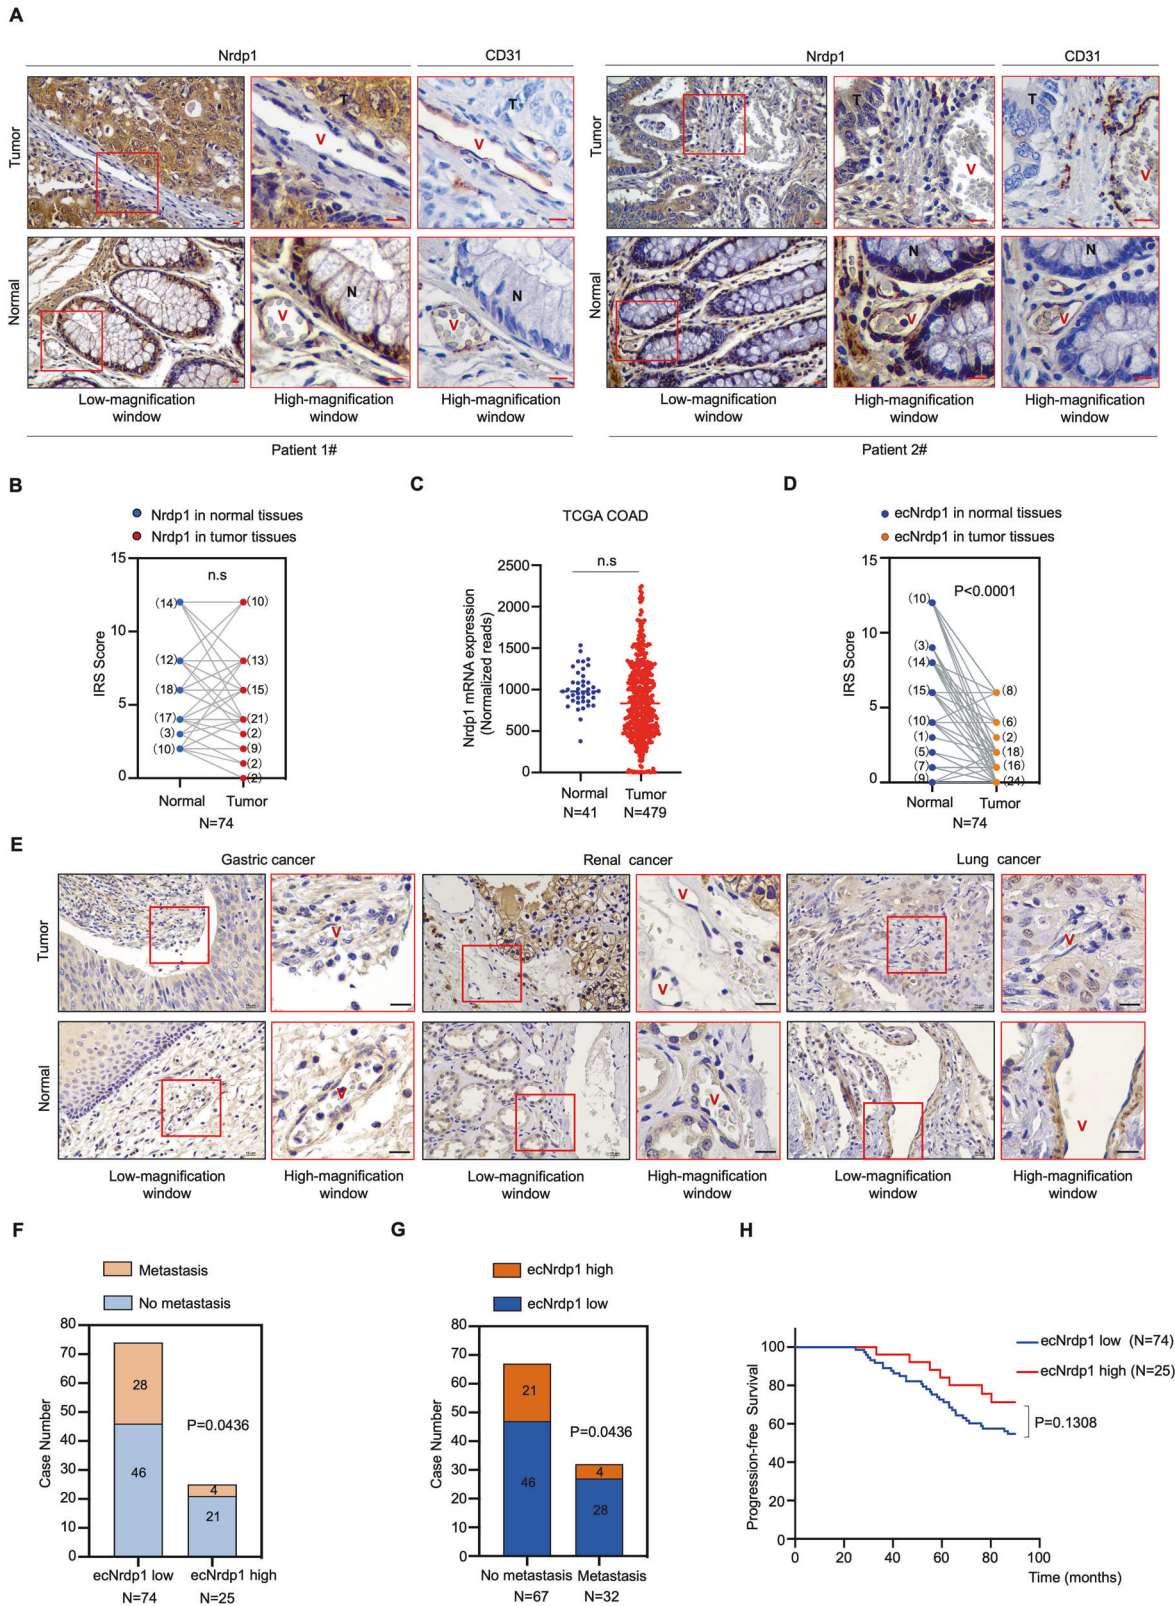 A
Nrdp1
CD31
Nrdp1
CD31
Tumor
T
V
T
V
Tumor
T
V
T
V
Normal
V
N
V
N
Normal
N
V
N
V
Low-magnification
window
High-magnification
window
High-magnification
window
Low-magnification
window
High-magnification
window
High-magnification
window
Patient 1#
Patient 2#
B
Nrdp1 in normal tissues
Nrdp1 in tumor tissues
n.s
IRS Score
15
10
5
0
(14)
(12)
(18)
(17)
(3)
(10)
(10)
(13)
(15)
(21)
(2)
(9)
(2)
(2)
Normal
Tumor
N=74
C
TCGA COAD
n.s
Nrdp1 mRNA expression
(Normalized reads)
2500
2000
1500
1000
500
0
Normal
Tumor
N=41
N=479
D
ecNrdp1 in normal tissues
ecNrdp1 in tumor tissues
P<0.0001
IRS Score
15
10
5
0
(10)
(3)
(14)
(15)
(10)
(1)
(5)
(7)
(9)
(8)
(6)
(2)
(18)
(16)
(24)
Normal
Tumor
N=74
E
Gastric cancer
Renal cancer
Lung cancer
Tumor
V
V
V
V
Normal
V
V
V
Low-magnification
window
High-magnification
window
Low-magnification
window
High-magnification
window
Low-magnification
window
High-magnification
window
F
Metastasis
No metastasis
Case Number
80
70
60
50
40
30
20
10
0
28
46
P=0.0436
4
21
ecNrdp1 low
ecNrdp1 high
N=74
N=25
G
ecNrdp1 high
ecNrdp1 low
Case Number
80
70
60
50
40
30
20
10
0
21
46
P=0.0436
4
28
No metastasis
Metastasis
N=67
N=32
H
ecNrdp1 low (N=74)
ecNrdp1 high (N=25)
P=0.1308
Progression-free Survival
100
80
60
40
20
0
0
20
40
60
80
100
Time (months)